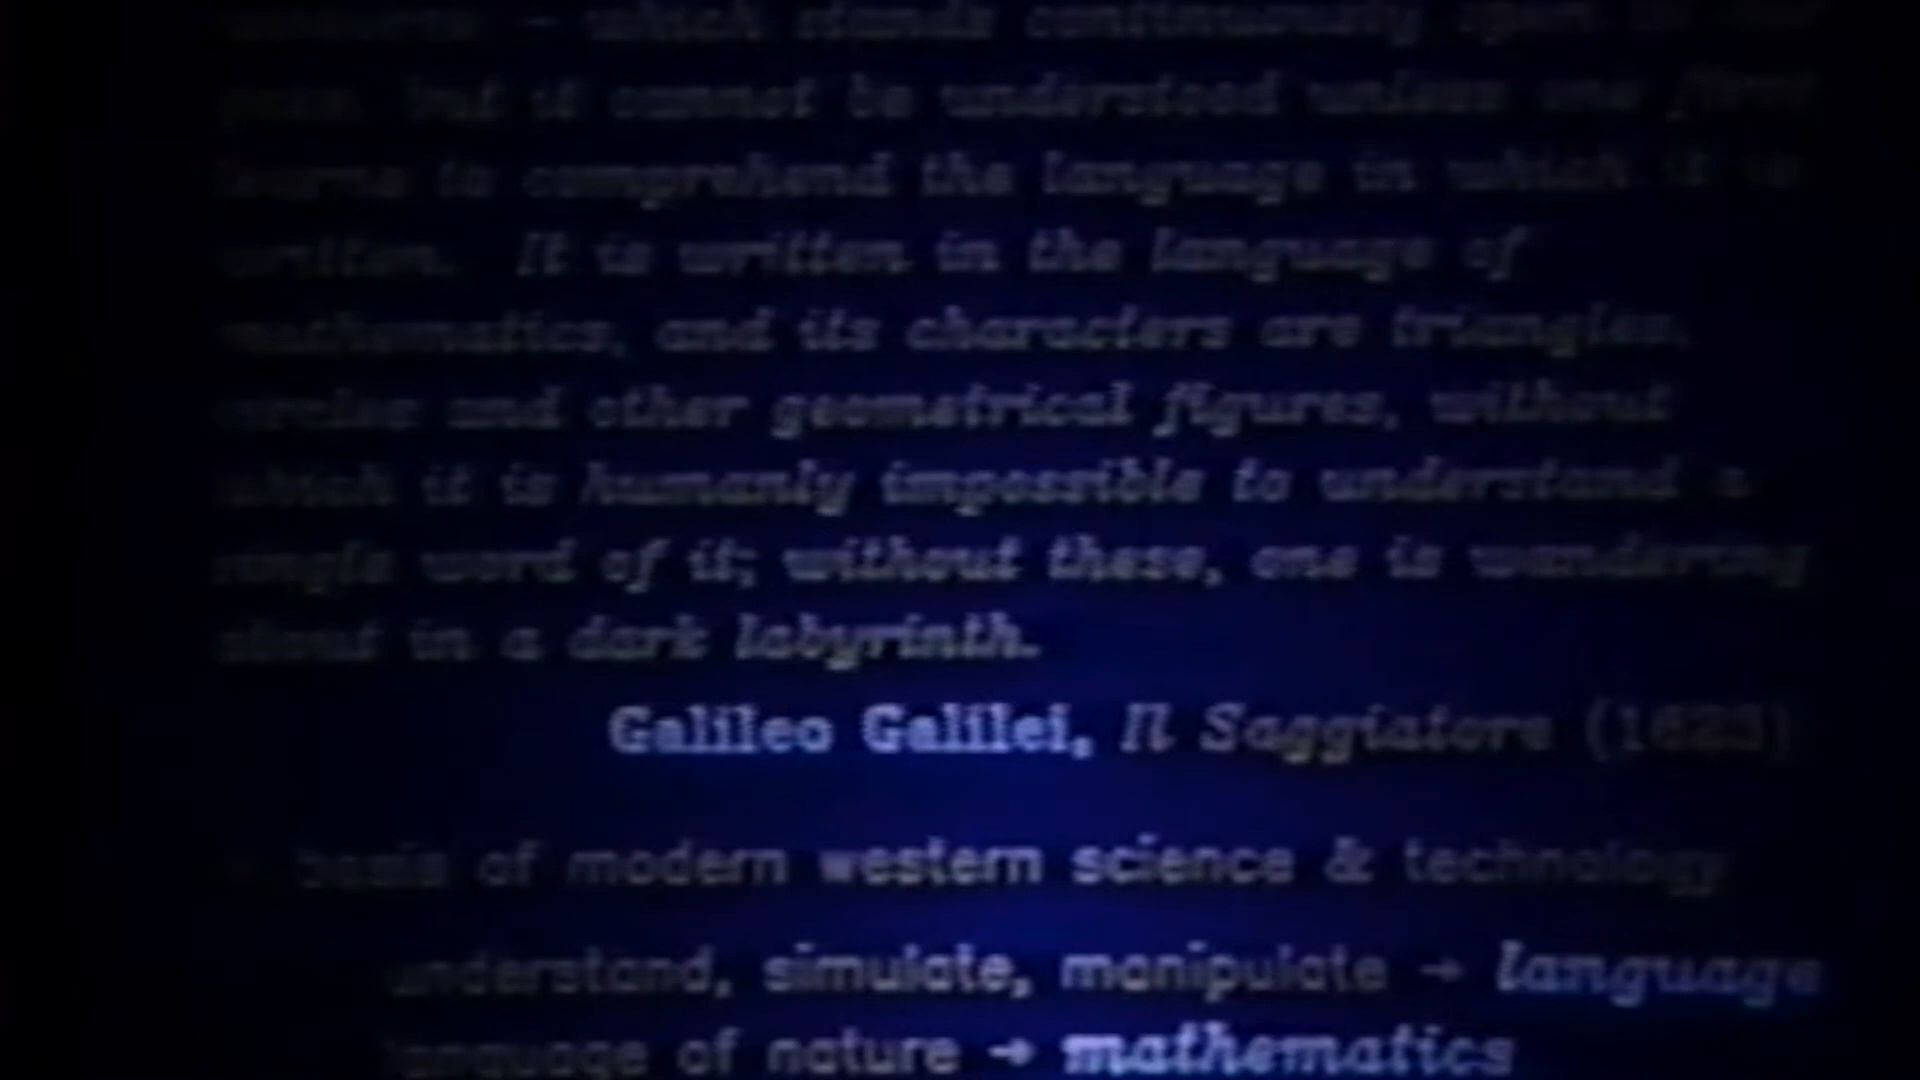 universe - which stands continuously open to our
gaze, but it cannot be understood unless one first
learns to comprehend the language in which it is
written. It is written in the language of
mathematics, and its characters are triangles,
circles and other geometrical figures, without
which it is humanly impossible to understand a
single word of it; without these, one is wandering
about in a dark labyrinth.
Galileo Galilei, Il Saggiatore (1623)
basis of modern western science & technology
understand, simulate, manipulate → language
language of nature → mathematics